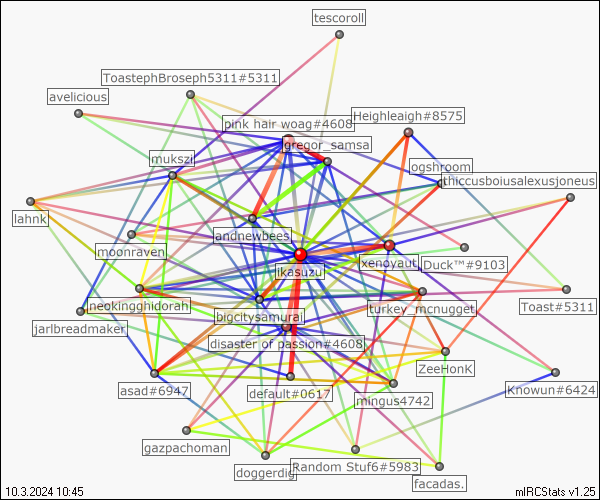 tescoroll
ToastephBroseph5311#5311
avelicious
pink hair woag#4608
Heighleigh#8575
gregor_samsa
mukszi
ogshroom
thiccusboiusalexusjoneus
lahnk
andnewbees
moonraven
xenoyaut
Duck™#9103
ikasuzu
neokingghidorah
Toast#5311
turkey_mcnugget
bigcitysamurai
jarlbreadmaker
disaster of passion#4608
ZeeHonK
asad#6947
default#0617
mingus4742
Knowun#6424
gazpachoman
doggerdig
Random Stuf6#5983
facadas.
10.3.2024 10:45
mIRCStats v1.25